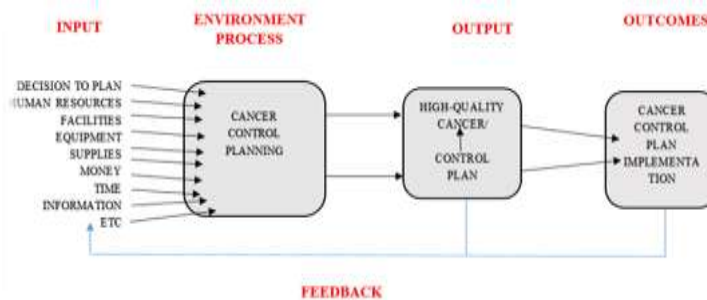 INPUT
ENVIRONMENT
PROCESS
OUTPUT
OUTCOMES
DECISION TO PLAN
HUMAN RESOURCES
FACILITIES
EQUIPMENT
SUPPLIES
MONEY
TIME
INFORMATION
ETC
CANCER
CONTROL
PLANNING
HIGH-QUALITY
CANCER/
CONTROL
PLAN
CANCER
CONTROL
PLAN
IMPLEMENTA
TION
FEEDBACK